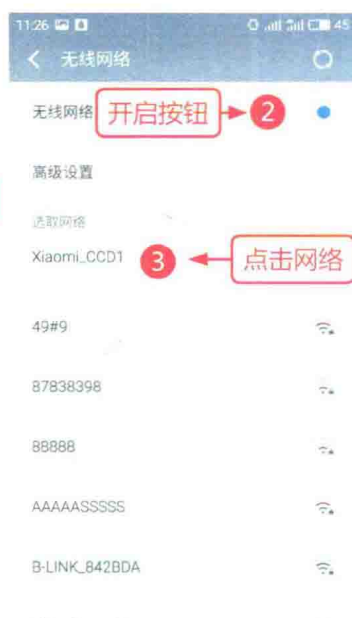 11:26 45
无线网络
无线网络 开启按钮 2
高级设置
选取网络
Xiaomi_CCD1 3 点击网络
49#9
87838398
88888
AAAAASSSSS
B-LINK_842BDA